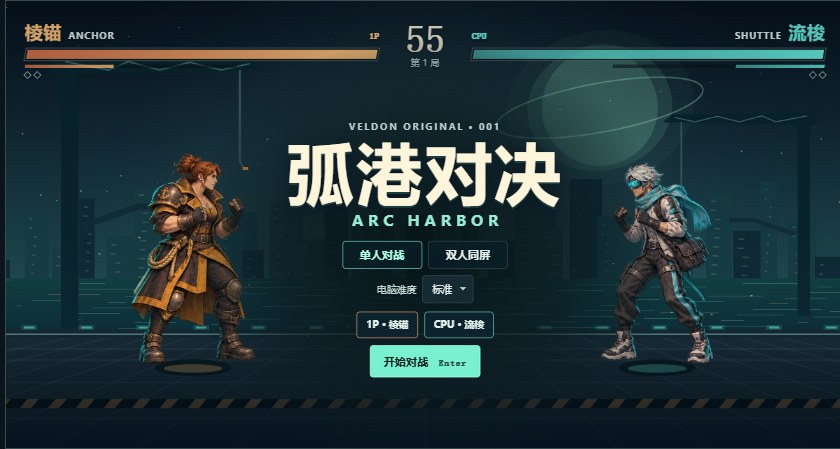 棱锚 ANCHOR 1P 55 CPU SHUTTLE 流梭
第 1 局
VELDON ORIGINAL • 001
弧港对决
ARC HARBOR
单人对战 双人同屏
电脑难度 标准
1P • 棱锚 CPU • 流梭
开始对战 Enter